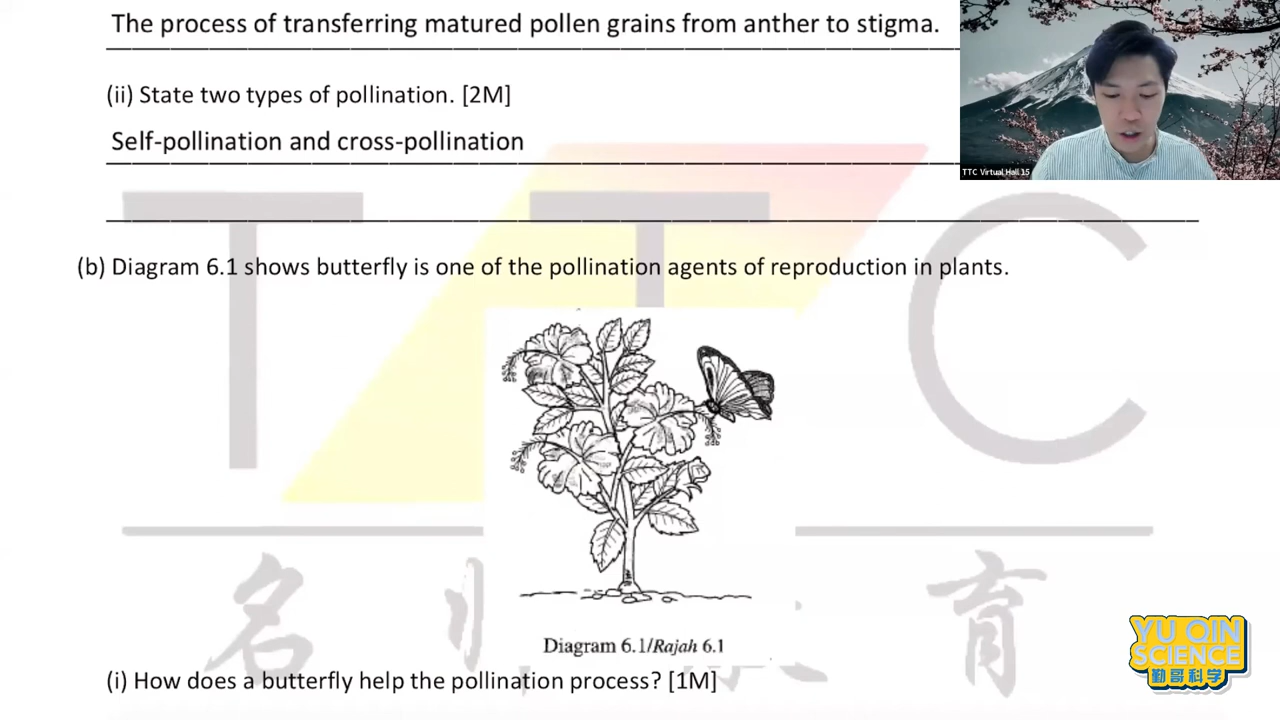 The process of transferring matured pollen grains from anther to stigma.
(ii) State two types of pollination. [2M]
Self-pollination and cross-pollination
TTC Virtual Hall 15
TTC
(b) Diagram 6.1 shows butterfly is one of the pollination agents of reproduction in plants.
名 育
Diagram 6.1/Rajah 6.1
(i) How does a butterfly help the pollination process? [1M]
YU QIN
SCIENCE
勤哥科学